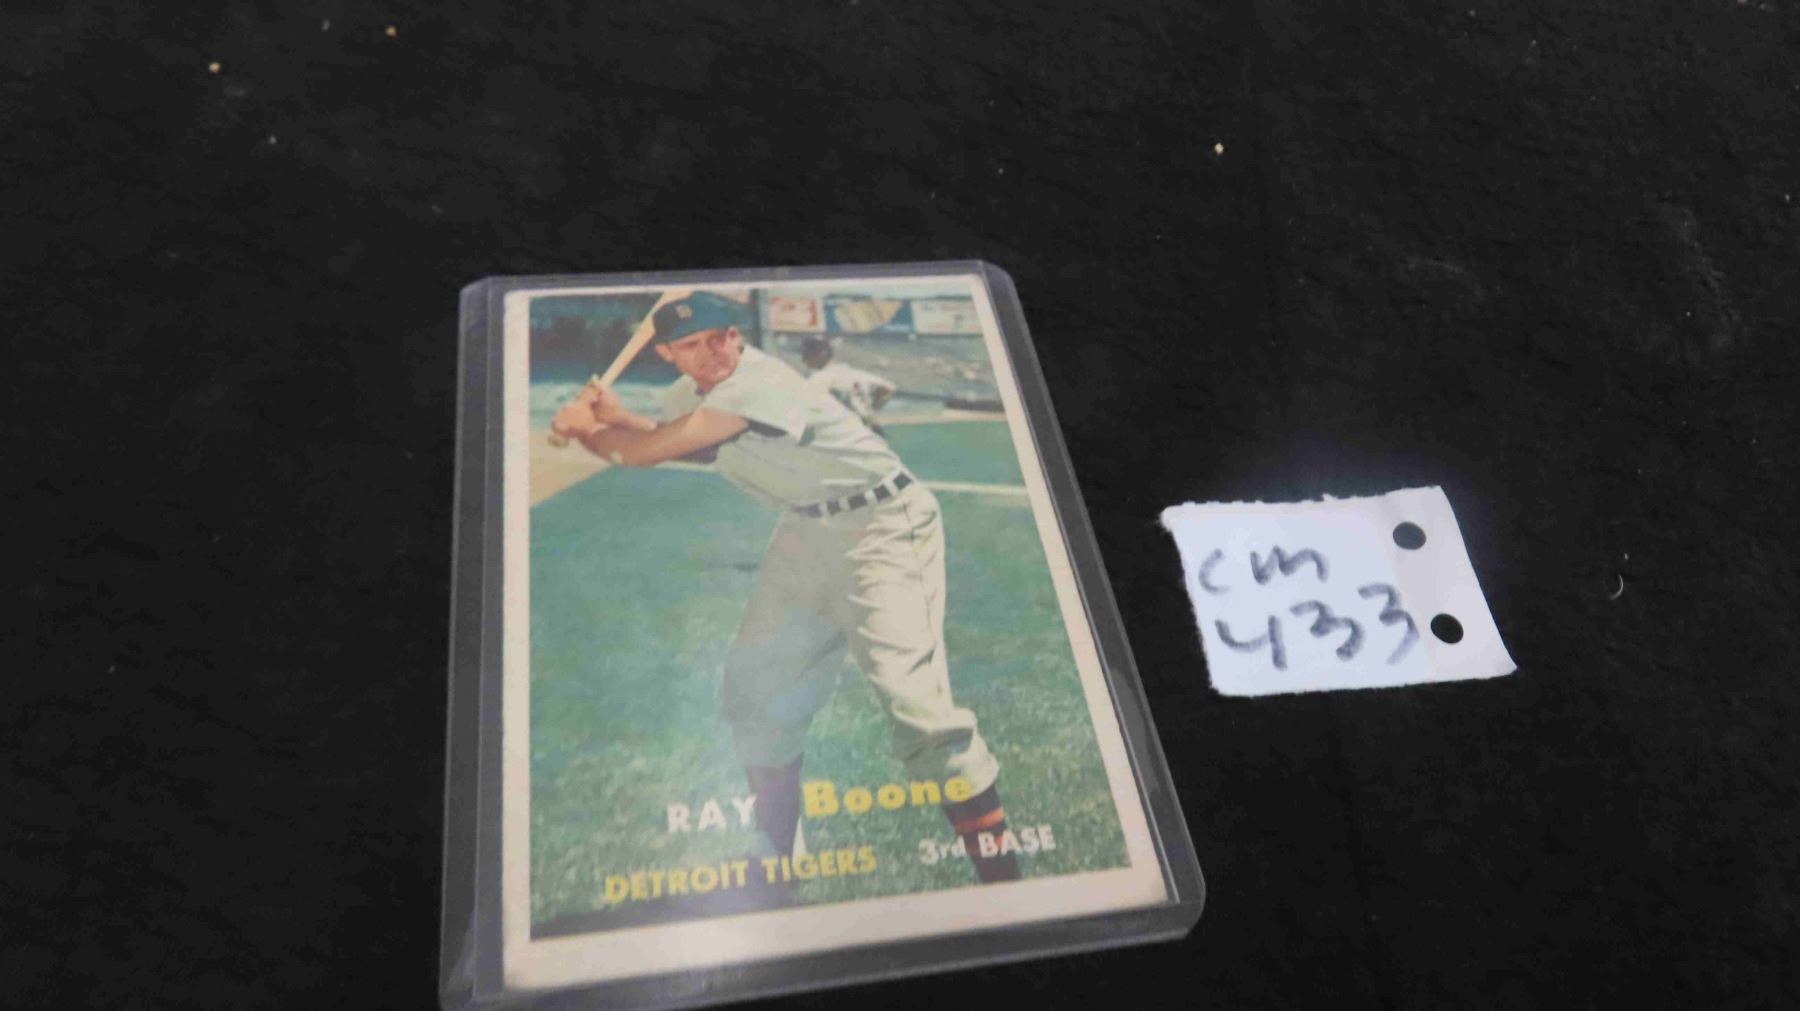 RAY Boone
DETROIT TIGERS 3rd BASE
cm
433